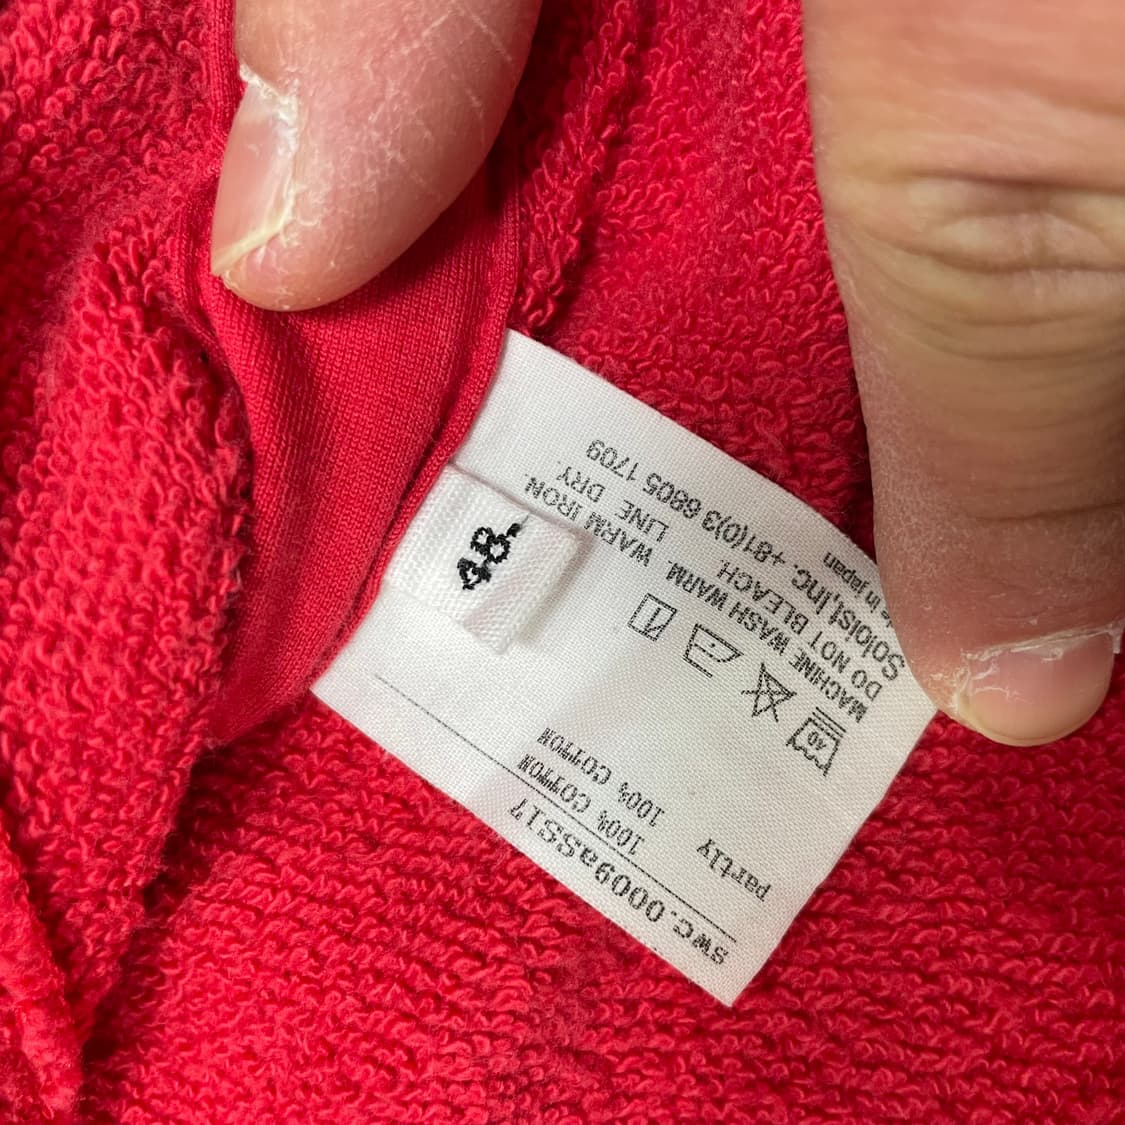 swc.0009aSS17
100% COTTON
partly 100% COTTON
40
MACHINE WASH WARM. WARM IRON.
DO NOT BLEACH. LINE DRY.
Soloist,Inc. +81(0)3 6805 1709
in japan
48